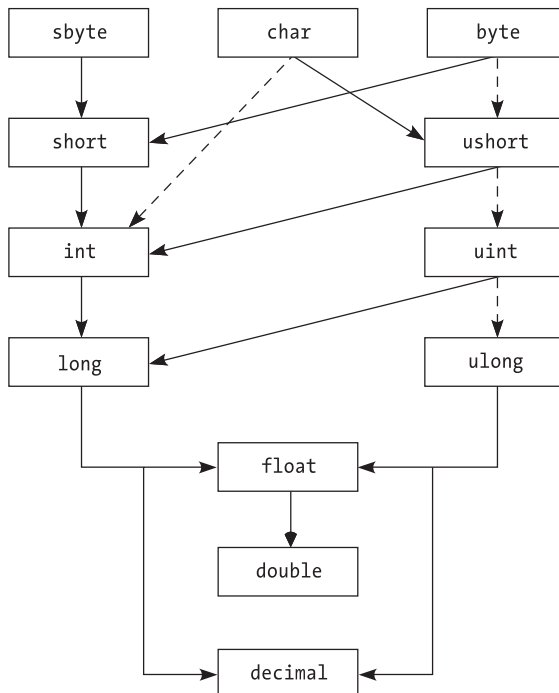 sbyte
char
byte
short
ushort
int
uint
long
ulong
float
double
decimal